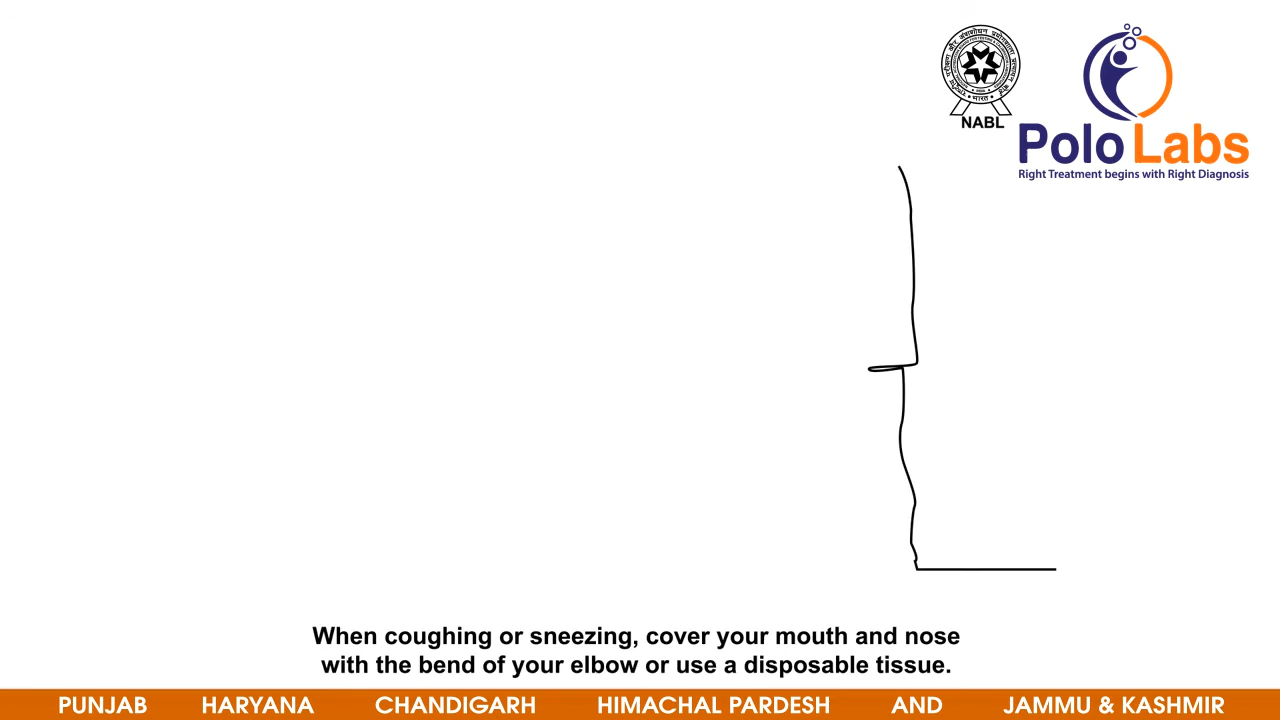 NABL
Polo Labs
Right Treatment begins with Right Diagnosis
When coughing or sneezing, cover your mouth and nose
with the bend of your elbow or use a disposable tissue.
PUNJAB HARYANA CHANDIGARH HIMACHAL PARDESH AND JAMMU & KASHMIR